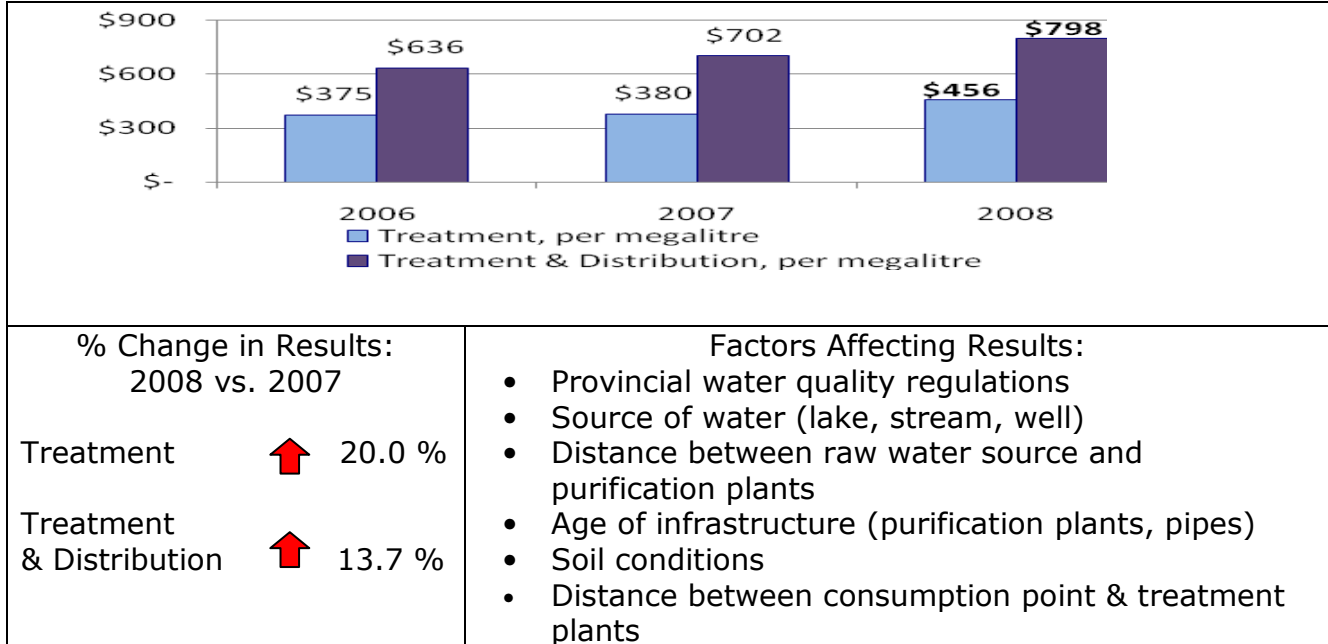 $900
$600
$300
$-
$636
$375
$702
$380
$798
$456
2006 2007 2008
Treatment, per megalitre
Treatment & Distribution, per megalitre
% Change in Results:
2008 vs. 2007
Treatment 20.0 %
Treatment
& Distribution 13.7 %
Factors Affecting Results:
• Provincial water quality regulations
• Source of water (lake, stream, well)
• Distance between raw water source and
purification plants
• Age of infrastructure (purification plants, pipes)
• Soil conditions
• Distance between consumption point & treatment
plants